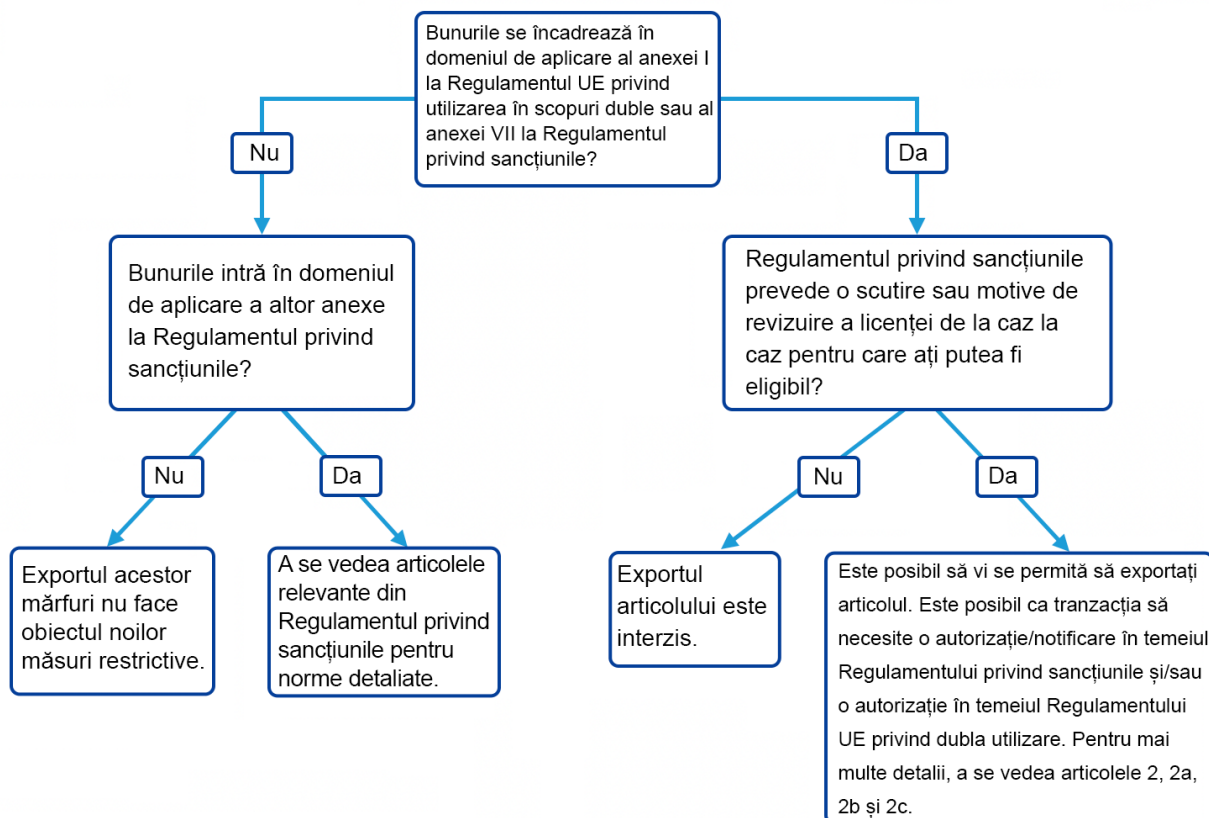 Bunurile se încadrează în
domeniul de aplicare al anexei I
la Regulamentul UE privind
utilizarea în scopuri duble sau al
anexei VII la Regulamentul
privind sancțiunile?
Nu
Da
Bunurile intră în domeniul
de aplicare a altor anexe
la Regulamentul privind
sancțiunile?
Regulamentul privind sancțiunile
prevede o scutire sau motive de
revizuire a licenței de la caz la
caz pentru care ați putea fi
eligibil?
Nu
Da
Nu
Da
Exportul acestor
mărfuri nu face
obiectul noilor
măsuri restrictive.
A se vedea articolele
relevante din
Regulamentul privind
sancțiunile pentru
norme detaliate.
Exportul
articolului este
interzis.
Este posibil să vi se permită să exportați
articolul. Este posibil ca tranzacția să
necesite o autorizație/notificare în temeiul
Regulamentului privind sancțiunile și/sau
o autorizație în temeiul Regulamentului
UE privind dubla utilizare. Pentru mai
multe detalii, a se vedea articolele 2, 2a,
2b și 2c.